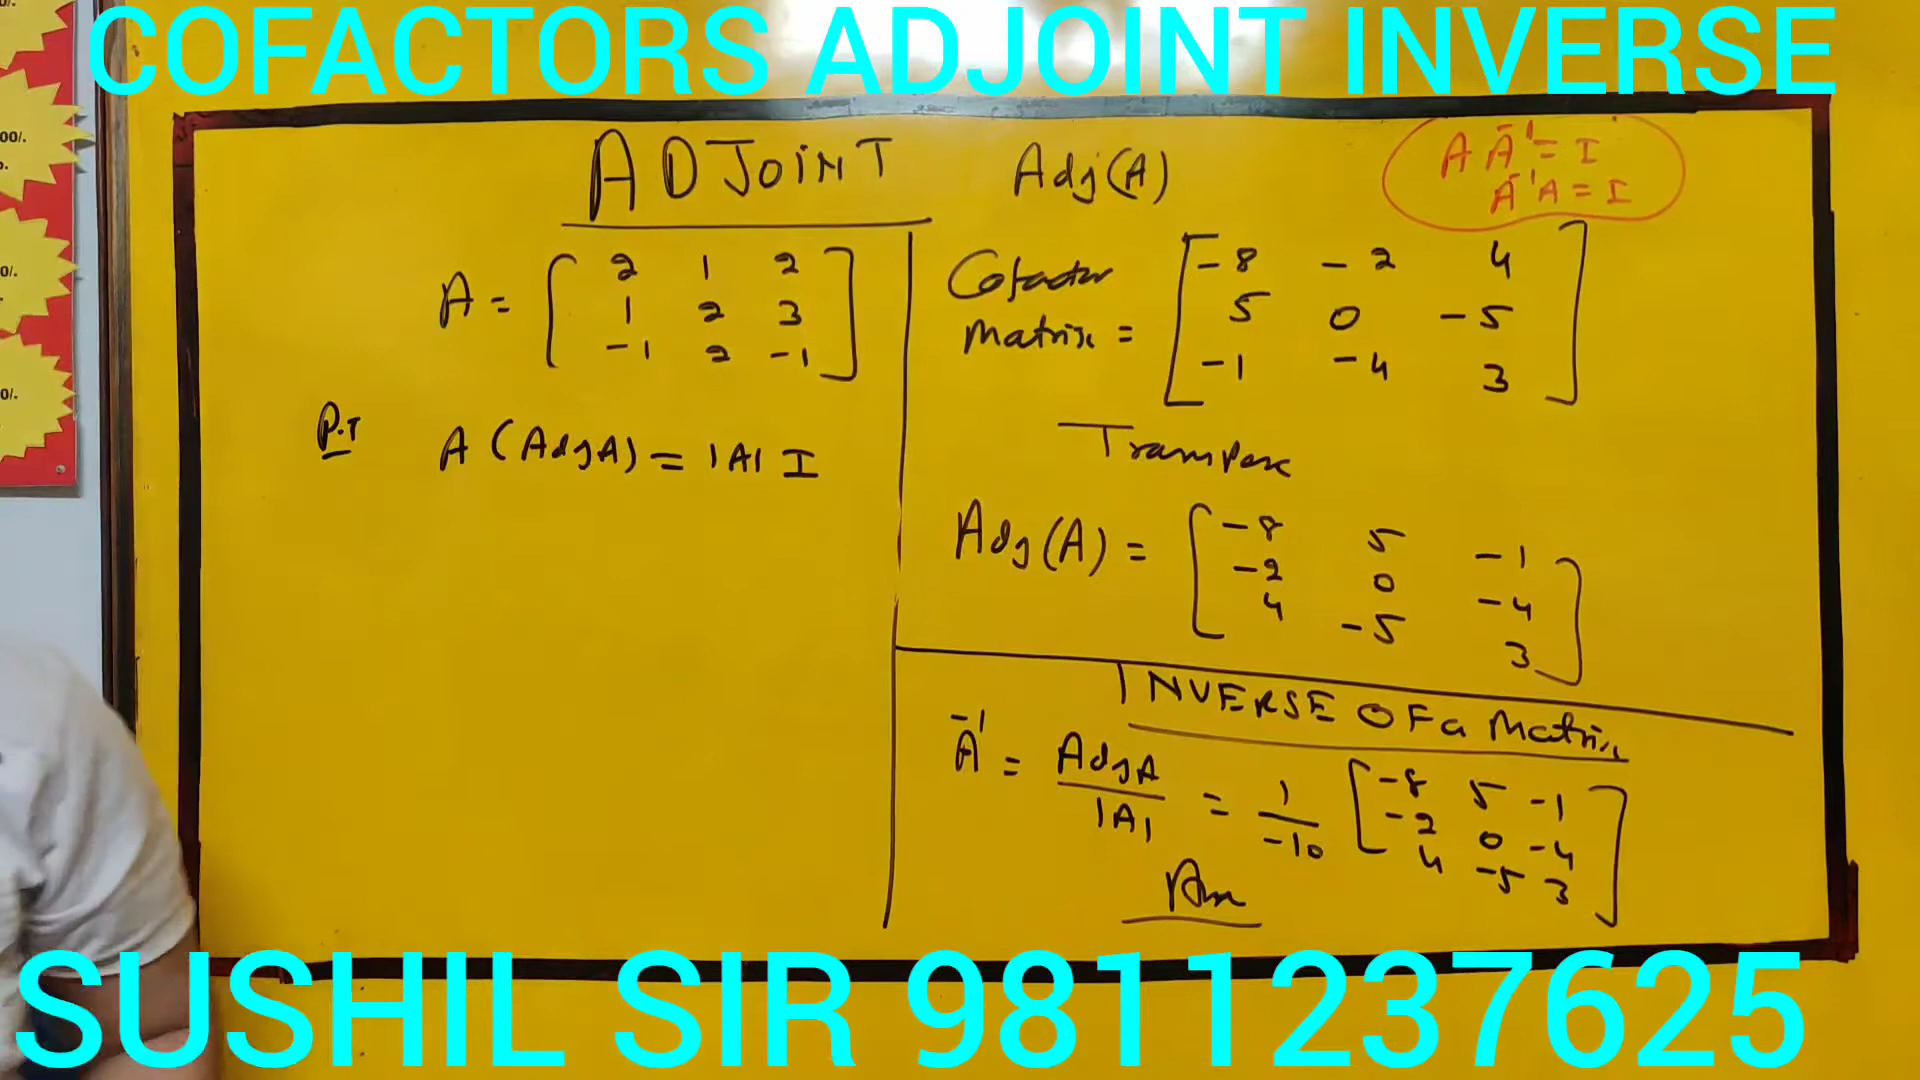 COFACTORS ADJOINT INVERSE
00/.
0/.
0/.
ADJOINT Adj(A)
A A⁻¹ = I
A⁻¹A = I
A = [ 2 1 2
1 2 3
-1 2 -1 ]
P.T A (AdjA) = |A| I
Cofactor
Matrix = [ -8 -2 4
5 0 -5
-1 -4 3 ]
Transpose
Adj(A) = [ -8 5 -1
-2 0 -4
4 -5 3 ]
INVERSE OF a Matrix
A⁻¹ = AdjA / |A| = 1/-10 [ -8 5 -1
-2 0 -4
4 -5 3 ]
Ans
SUSHIL SIR 9811237625